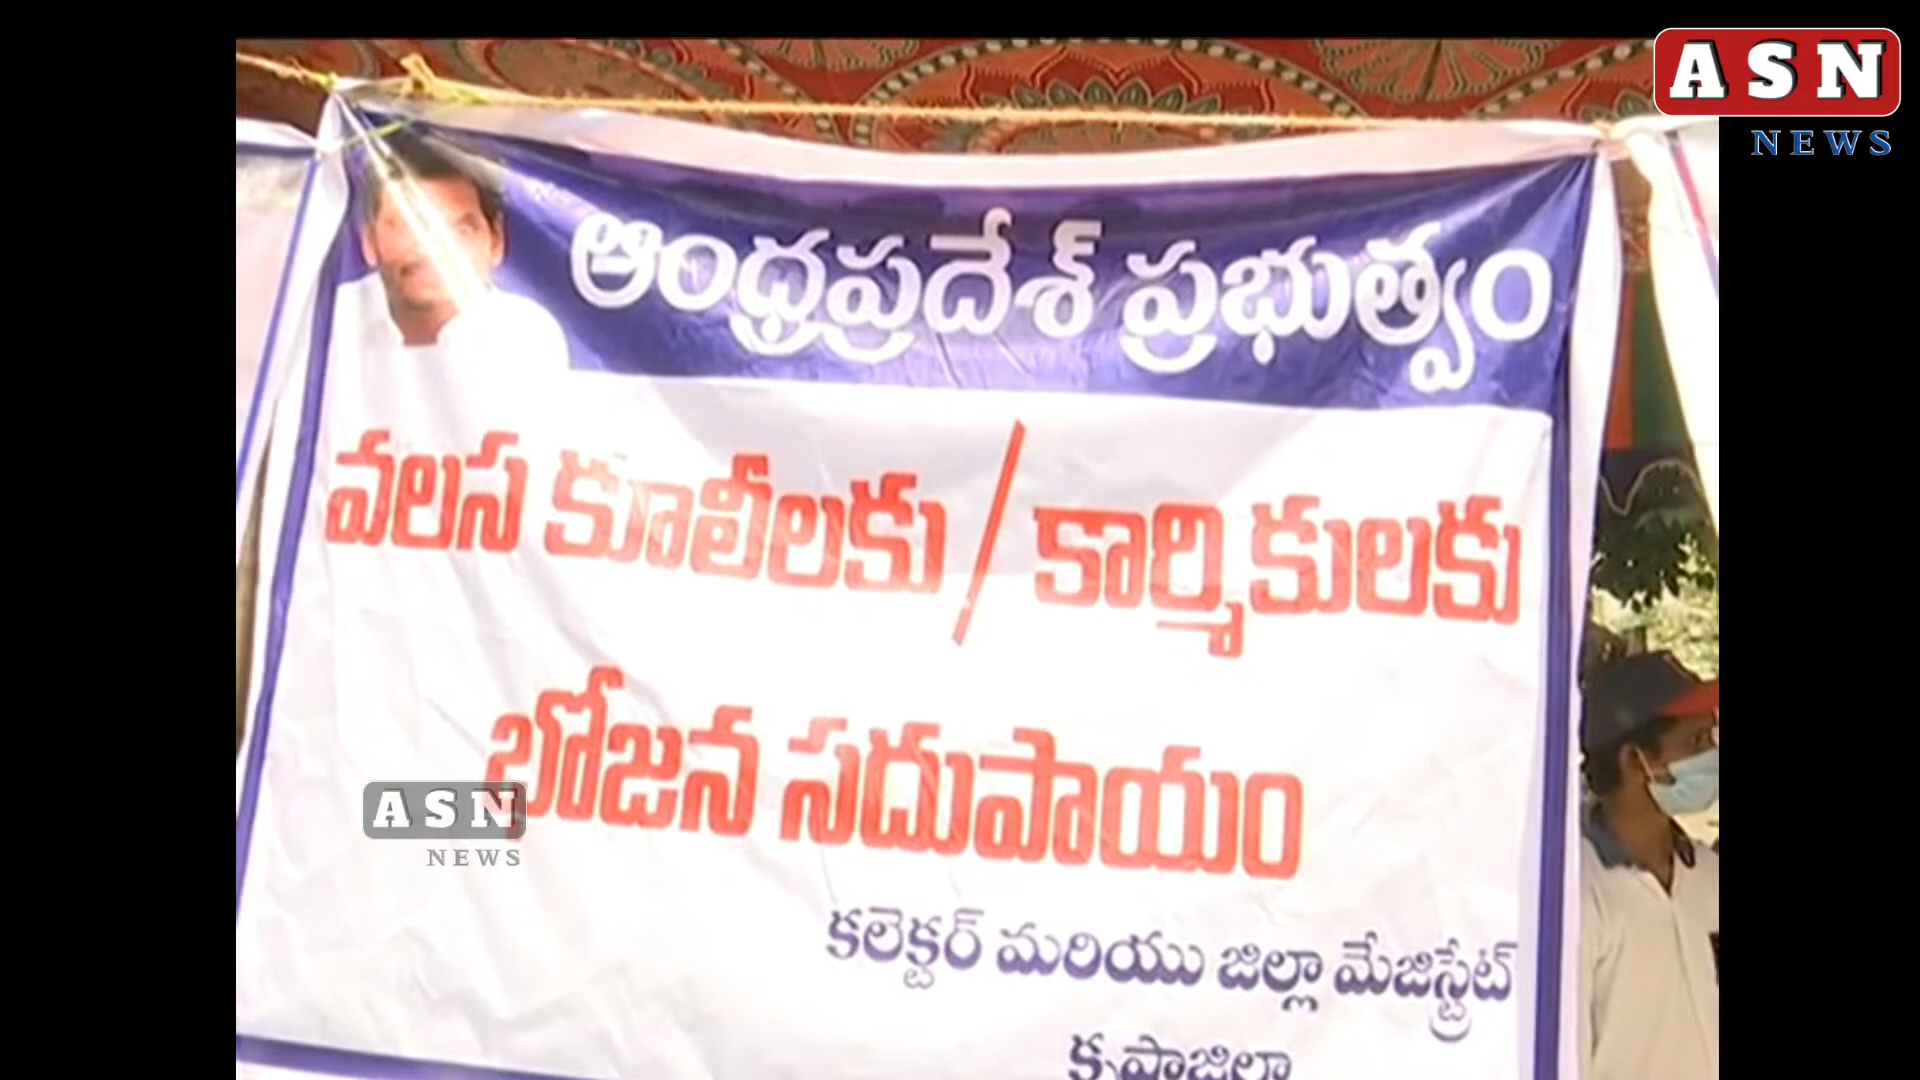 ASN
NEWS
ఆంధ్రప్రదేశ్ ప్రభుత్వం
వలస కూలీలకు / కార్మికులకు
భోజన సదుపాయం
ASN
NEWS
కలెక్టర్ మరియు జిల్లా మేజిస్ట్రేట్
కృష్ణాజిల్లా